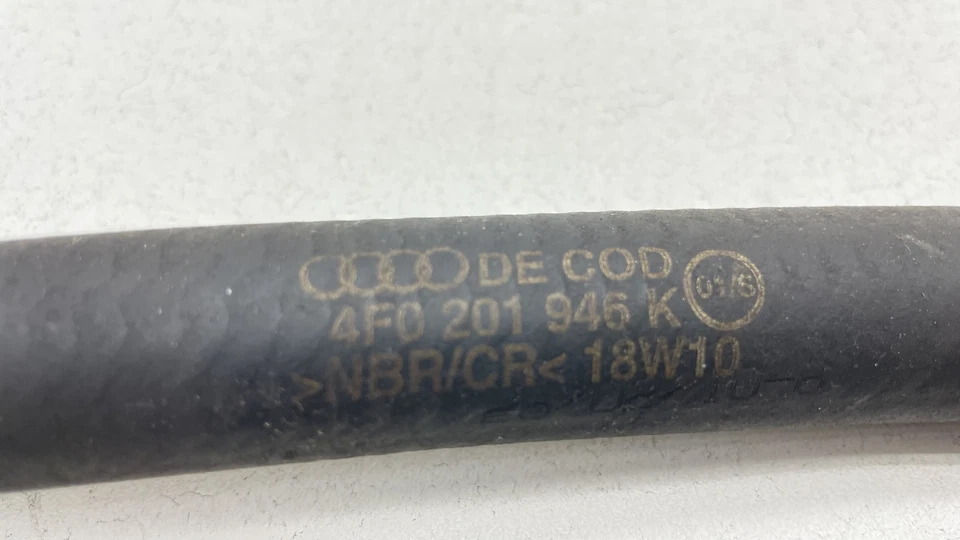 DE COD
4F0 201 946 K
>NBR/CR< 18W10